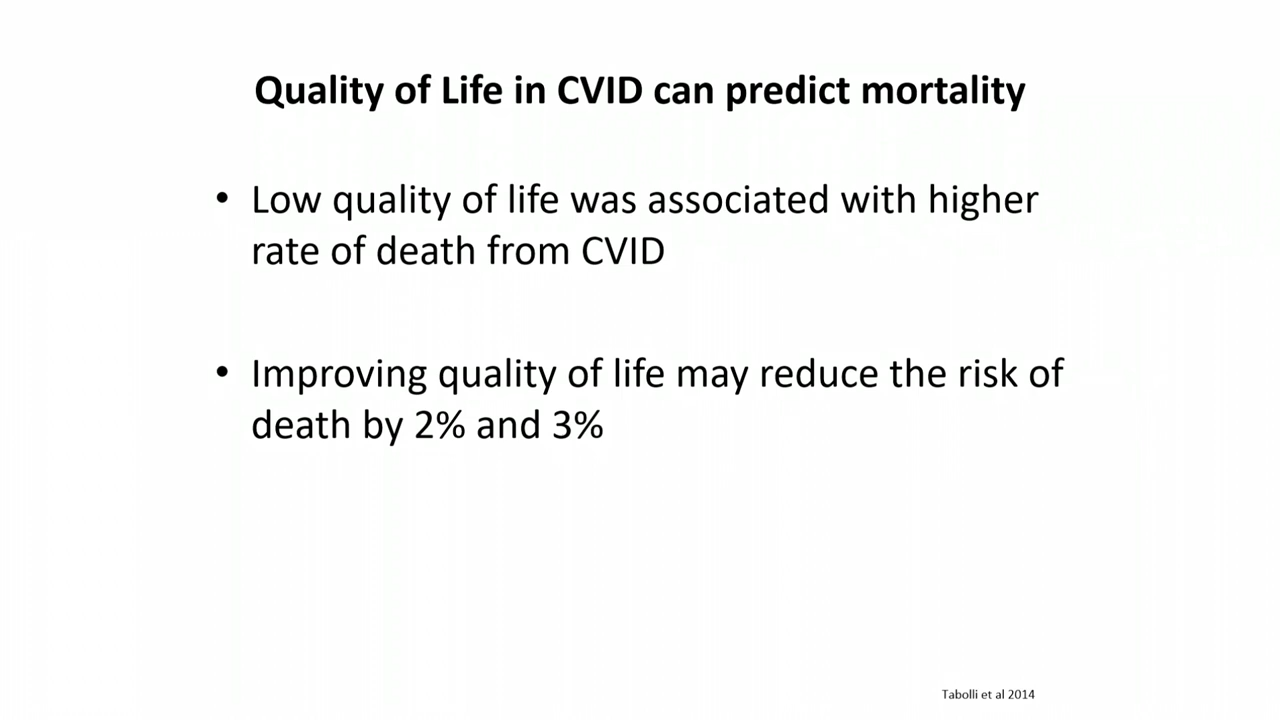 Quality of Life in CVID can predict mortality
• Low quality of life was associated with higher
rate of death from CVID
• Improving quality of life may reduce the risk of
death by 2% and 3%
Tabolli et al 2014